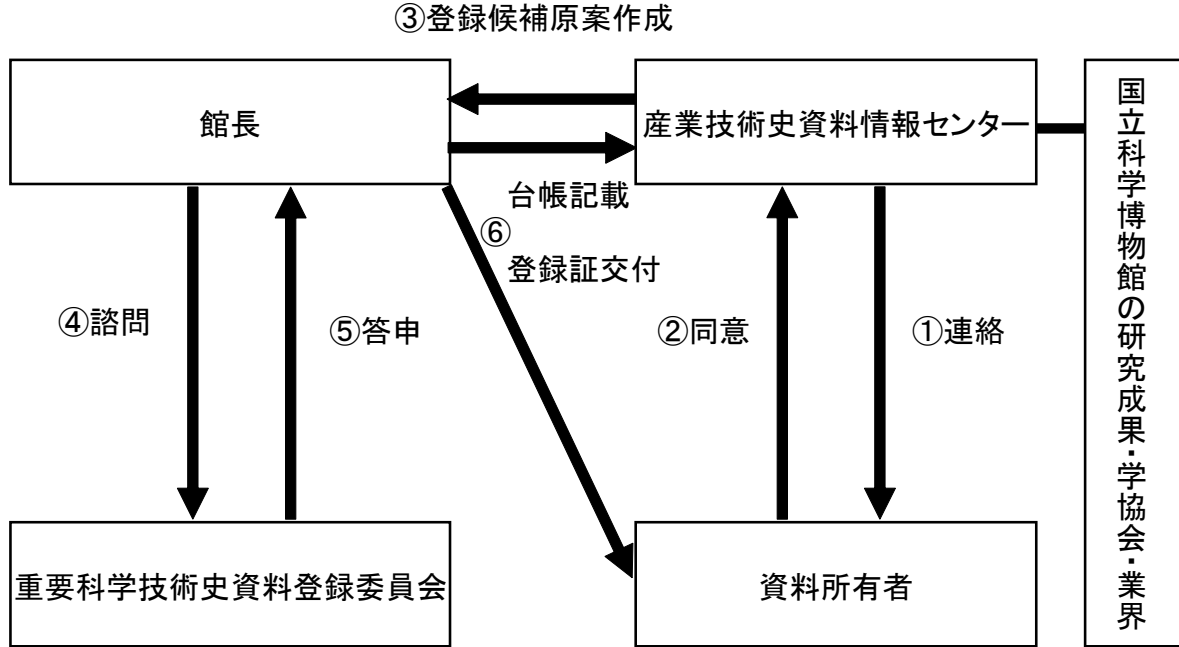 ③登録候補原案作成
館長
産業技術史資料情報センター
国立科学博物館の研究成果・学協会・業界
台帳記載
⑥
登録証交付
④諮問
⑤答申
②同意
①連絡
重要科学技術史資料登録委員会
資料所有者